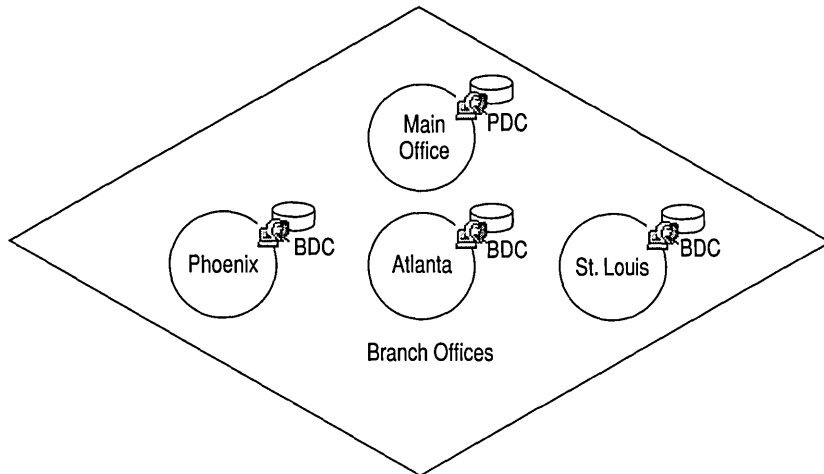 Main
Office
PDC
Phoenix
BDC
Atlanta
BDC
St. Louis
BDC
Branch Offices